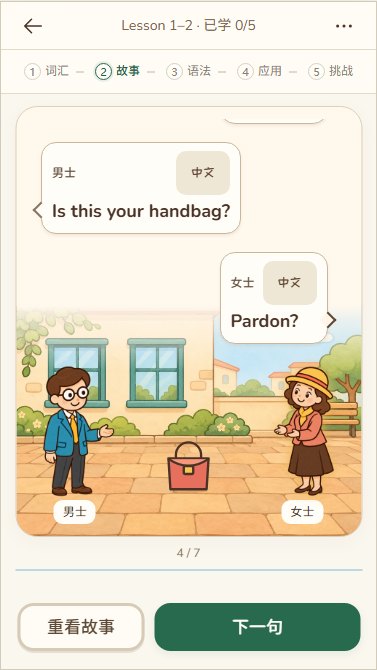 Lesson 1–2 · 已学 0/5
1 词汇 – 2 故事 – 3 语法 – 4 应用 – 5 挑战
男士 中文
Is this your handbag?
女士 中文
Pardon?
男士 女士
4 / 7
重看故事 下一句